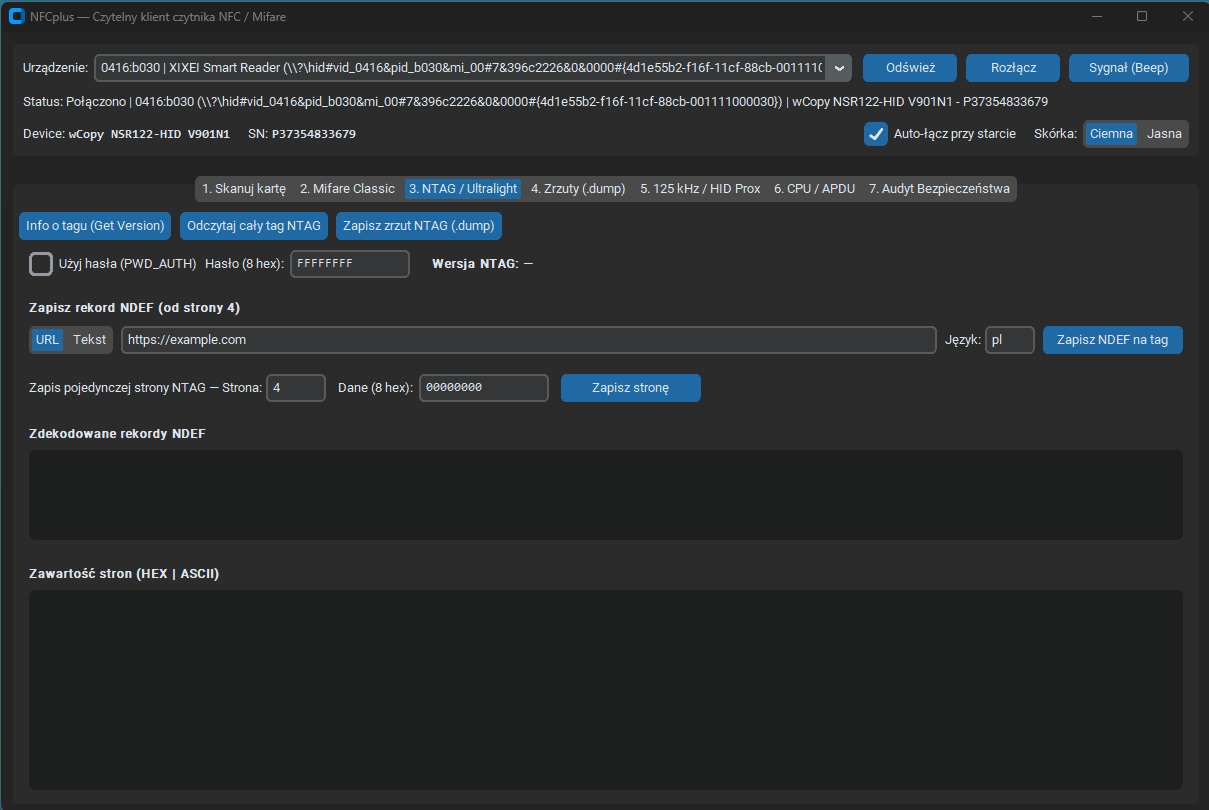 NFCplus — Czytelny klient czytnika NFC / Mifare
Urządzenie: 0416:b030 | XIXEI Smart Reader (\\?\hid#vid_0416&pid_b030&mi_00#7&396c2226&0&0000#{4d1e55b2-f16f-11cf-88cb-0011110 Odśwież Rozłącz Sygnał (Beep)
Status: Połączono | 0416:b030 (\\?\hid#vid_0416&pid_b030&mi_00#7&396c2226&0&0000#{4d1e55b2-f16f-11cf-88cb-001111000030}) | wCopy NSR122-HID V901N1 - P37354833679
Device: wCopy NSR122-HID V901N1 SN: P37354833679 Auto-łącz przy starcie Skórka: Ciemna Jasna
1. Skanuj kartę 2. Mifare Classic 3. NTAG / Ultralight 4. Zrzuty (.dump) 5. 125 kHz / HID Prox 6. CPU / APDU 7. Audyt Bezpieczeństwa
Info o tagu (Get Version) Odczytaj cały tag NTAG Zapisz zrzut NTAG (.dump)
Użyj hasła (PWD_AUTH) Hasło (8 hex): FFFFFFFF Wersja NTAG: —
Zapisz rekord NDEF (od strony 4)
URL Tekst https://example.com Język: pl Zapisz NDEF na tag
Zapis pojedynczej strony NTAG — Strona: 4 Dane (8 hex): 00000000 Zapisz stronę
Zdekodowane rekordy NDEF
Zawartość stron (HEX | ASCII)